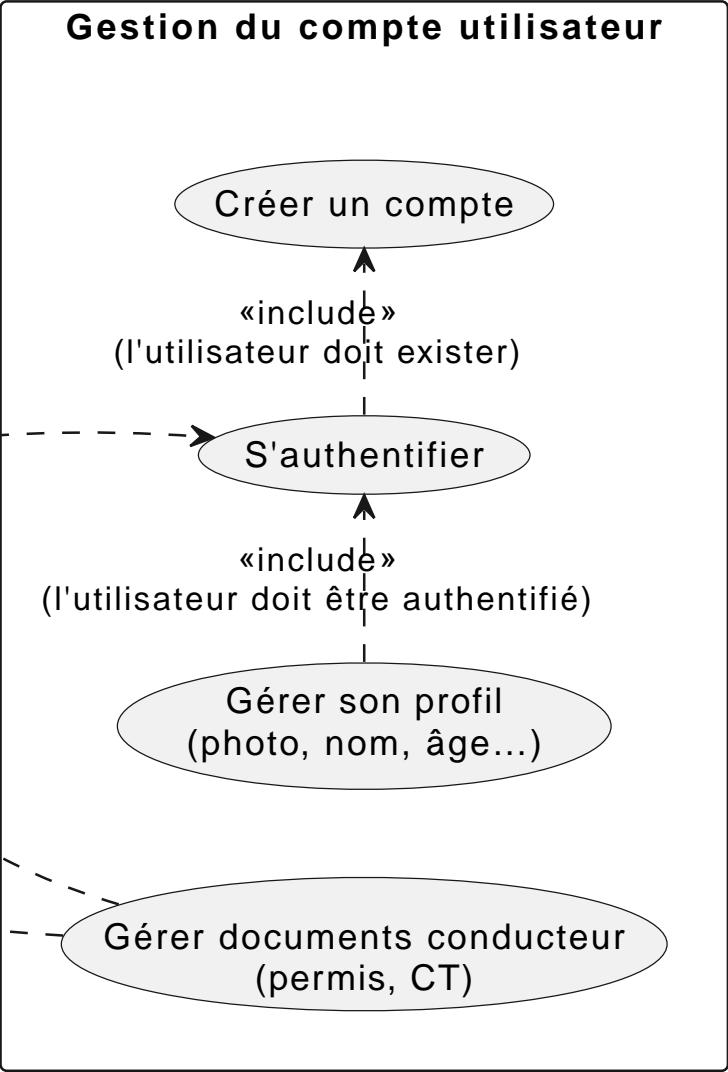 Gestion du compte utilisateur
Créer un compte
«include»
(l'utilisateur doit exister)
S'authentifier
«include»
(l'utilisateur doit être authentifié)
Gérer son profil
(photo, nom, âge...)
Gérer documents conducteur
(permis, CT)